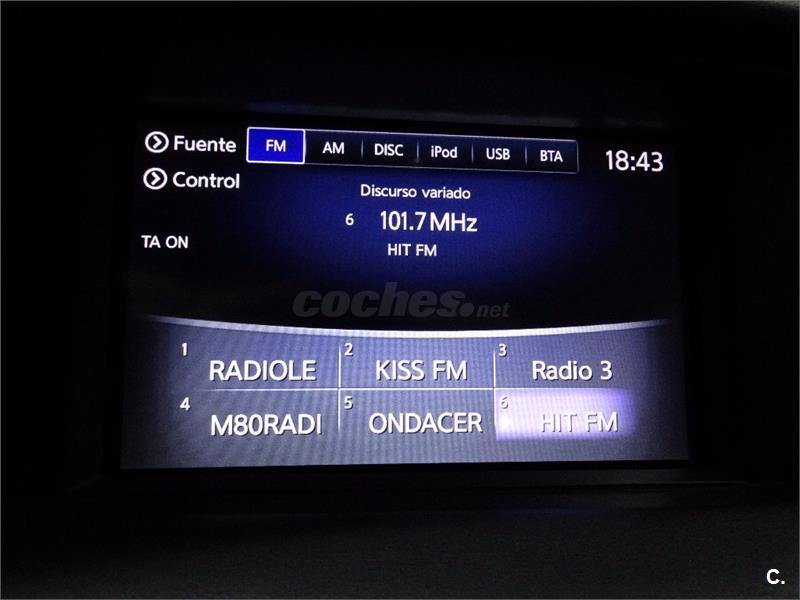 Fuente FM AM DISC iPod USB BTA 18:43
Control
Discurso variado
6 101.7 MHz
TA ON
HIT FM
coches.net
1 RADIOLE 2 KISS FM 3 Radio 3
4 M80RADI 5 ONDACER 6 HIT FM
C.